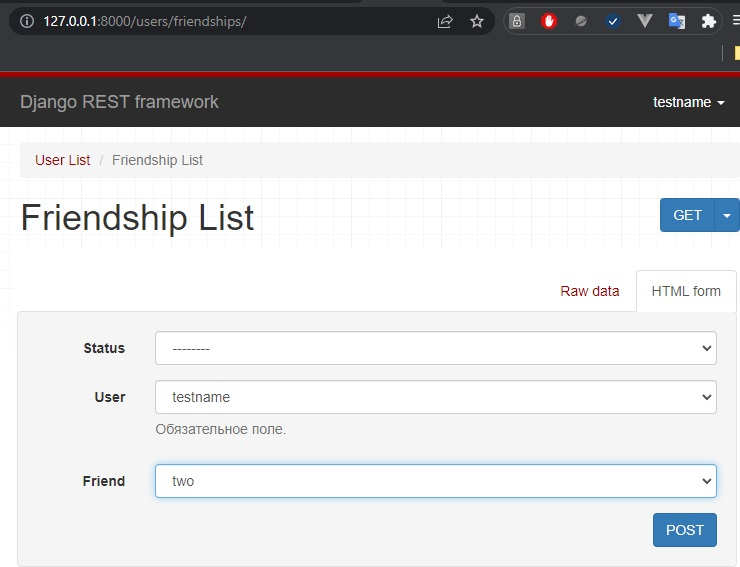 127.0.0.1:8000/users/friendships/
Django REST framework
testname
User List / Friendship List
Friendship List
GET
Raw data
HTML form
Status
--------
User
testname
Обязательное поле.
Friend
two
POST